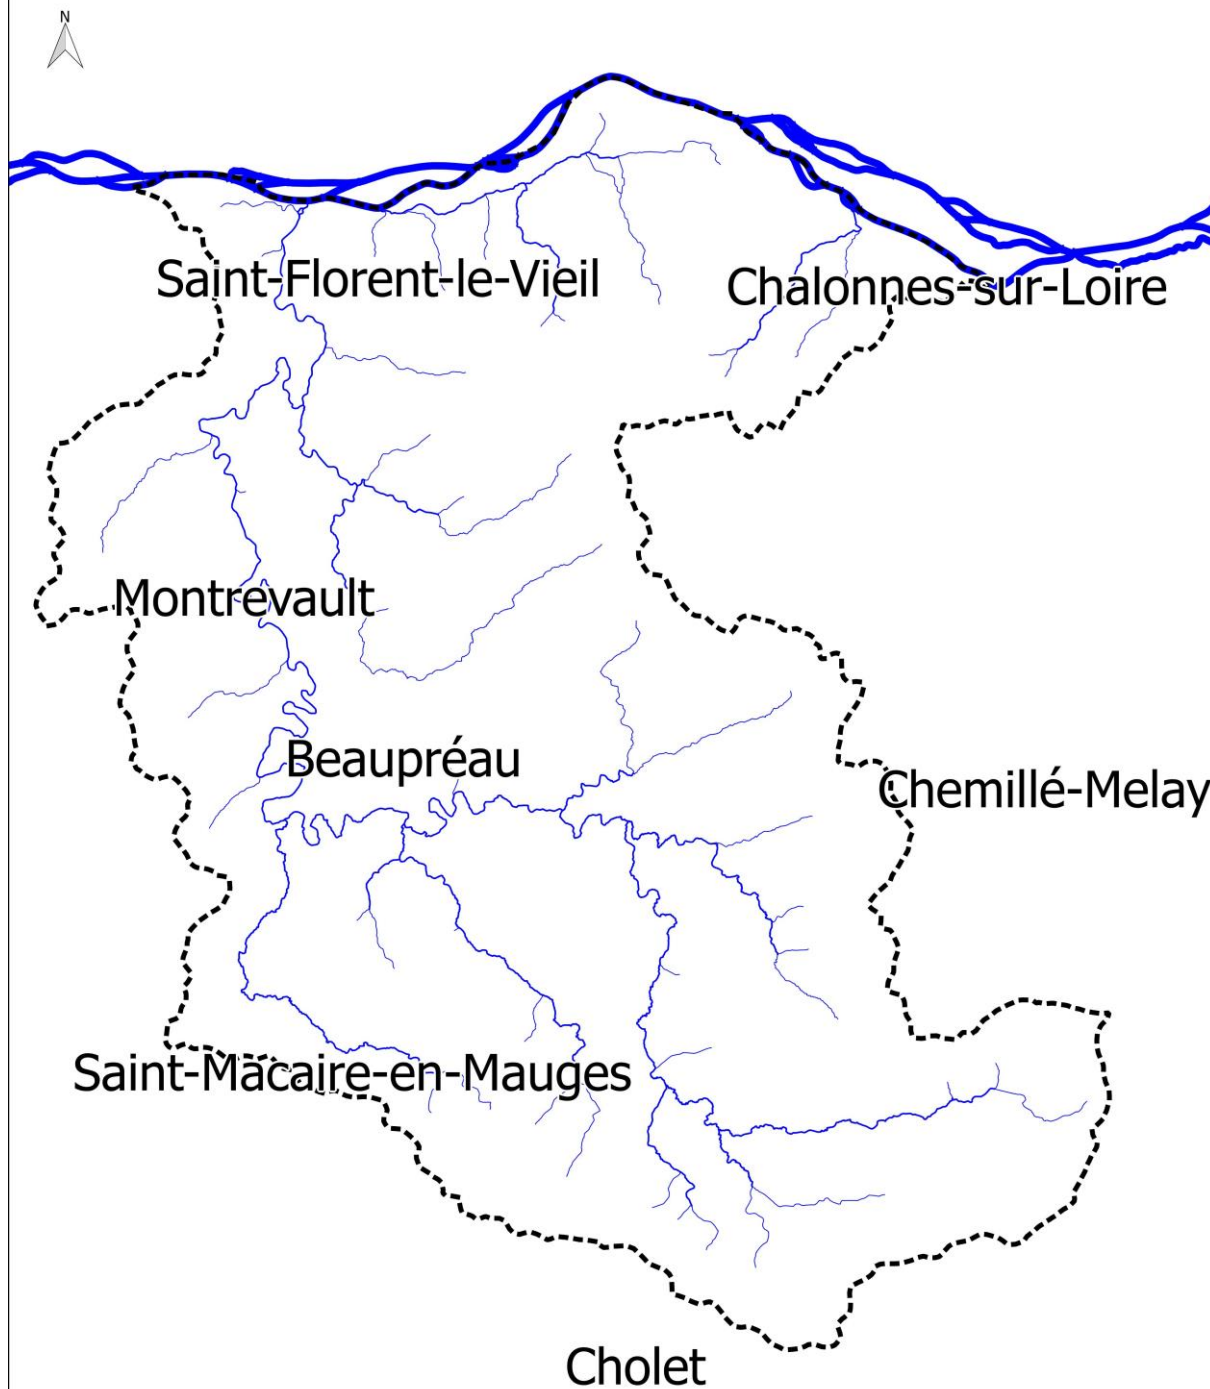 N
Saint-Florent-le-Vieil
Chalonnes-sur-Loire
Montrevault
Beaupréau
Chemillé-Melay
Saint-Macaire-en-Mauges
Cholet